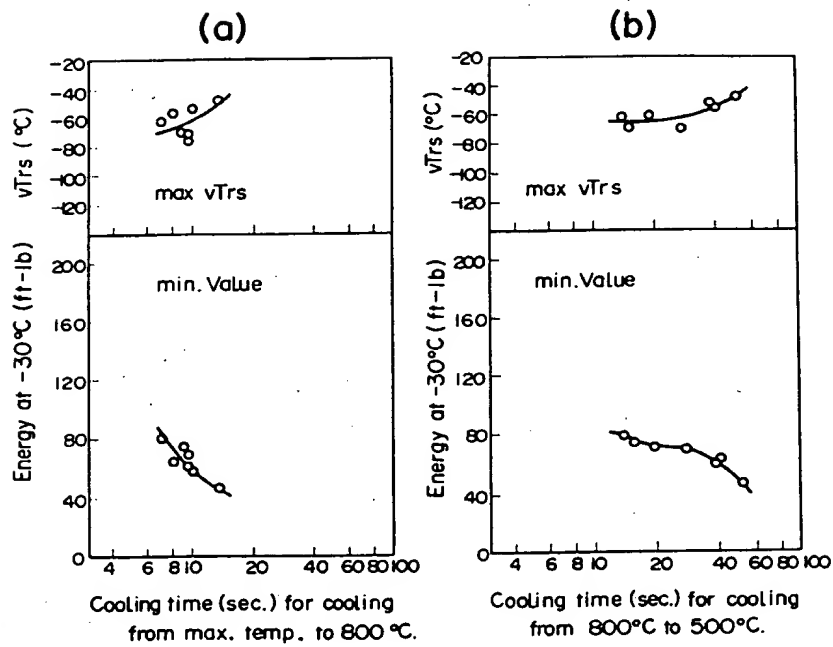 (a)
(b)
vTrs (°C)
-20
-40
-60
-80
-100
-120
max vTrs
Energy at -30°C (ft-lb)
200
160
120
80
40
0
min. Value
4 6 8 10 20 40 60 80 100
Cooling time (sec.) for cooling
from max. temp. to 800 °C.
vTrs (°C)
-20
-40
-60
-80
-100
-120
max vTrs
Energy at -30°C (ft-lb)
200
160
120
80
40
0
min. Value
4 6 8 10 20 40 60 100
Cooling time (sec.) for cooling
from 800°C to 500°C.